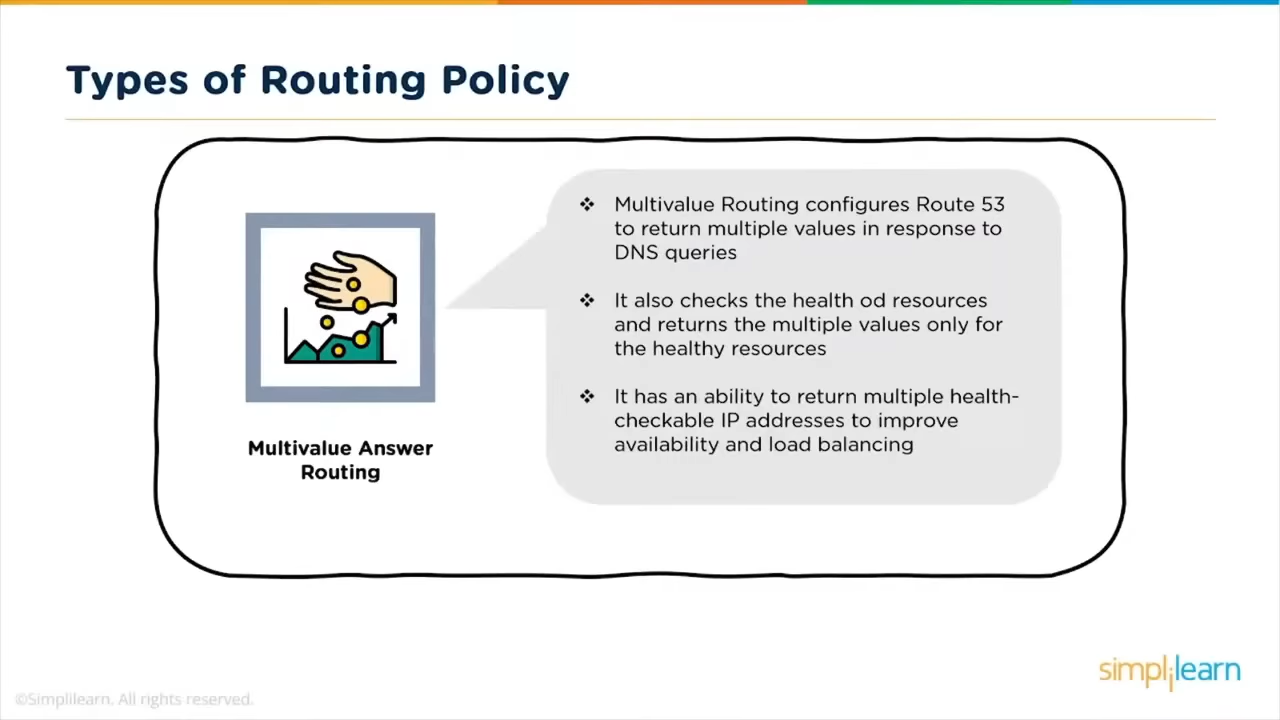 Types of Routing Policy
❖ Multivalue Routing configures Route 53
to return multiple values in response to
DNS queries
❖ It also checks the health od resources
and returns the multiple values only for
the healthy resources
❖ It has an ability to return multiple health-
checkable IP addresses to improve
availability and load balancing
Multivalue Answer
Routing
simplilearn
©Simplilearn. All rights reserved.